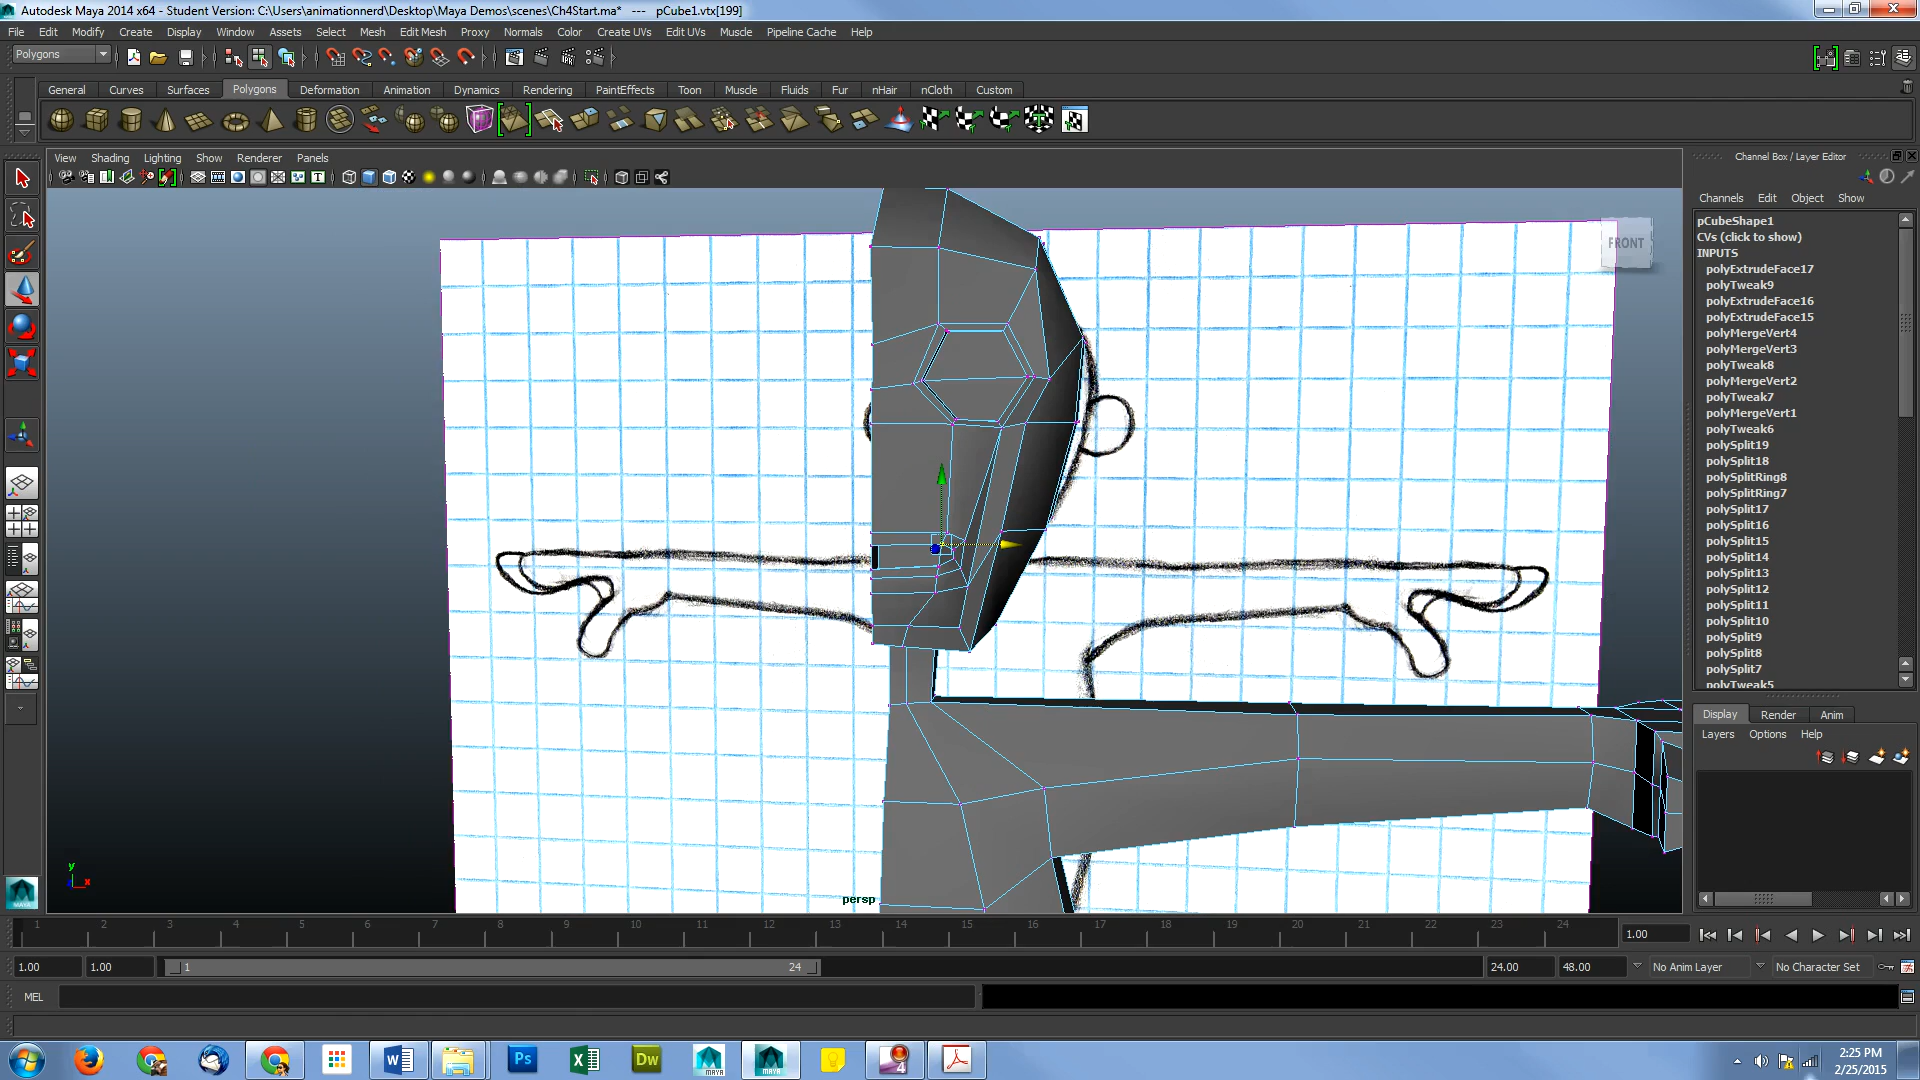 Autodesk Maya 2014 x64 - Student Version: C:\Users\animationnerd\Desktop\Maya Demos\scenes\Ch4Start.ma*   ---   pCube1.vtx[199]
File Edit Modify Create Display Window Assets Select Mesh Edit Mesh Proxy Normals Color Create UVs Edit UVs Muscle Pipeline Cache Help
Polygons
General Curves Surfaces Polygons Deformation Animation Dynamics Rendering PaintEffects Toon Muscle Fluids Fur nHair nCloth Custom
View Shading Lighting Show Renderer Panels
Channel Box / Layer Editor
Channels Edit Object Show
pCubeShape1
CVs (click to show)
INPUTS
polyExtrudeFace17
polyTweak9
polyExtrudeFace16
polyExtrudeFace15
polyMergeVert4
polyMergeVert3
polyTweak8
polyMergeVert2
polyTweak7
polyMergeVert1
polyTweak6
polySplit19
polySplit18
polySplitRing8
polySplitRing7
polySplit17
polySplit16
polySplit15
polySplit14
polySplit13
polySplit12
polySplit11
polySplit10
polySplit9
polySplit8
polySplit7
polyTweak5
FRONT
Display Render Anim
Layers Options Help
y
x
persp
1 2 3 4 5 6 7 8 9 10 11 12 13 14 15 16 17 18 19 20 21 22 23 24
1.00
1.00 1.00 1 24 24.00 48.00 No Anim Layer No Character Set
MEL
Ps
Dw
MAYA
MAYA
4
2:25 PM
2/25/2015